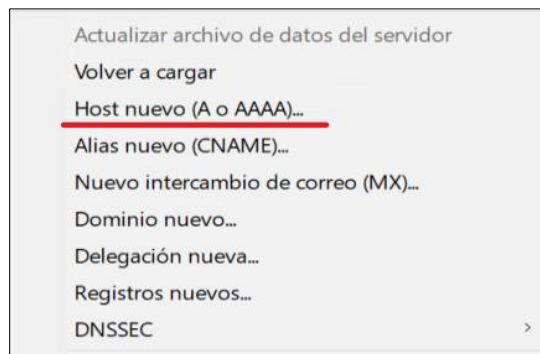 Actualizar archivo de datos del servidor
Volver a cargar
Host nuevo (A o AAAA)...
Alias nuevo (CNAME)...
Nuevo intercambio de correo (MX)...
Dominio nuevo...
Delegación nueva...
Registros nuevos...
DNSSEC